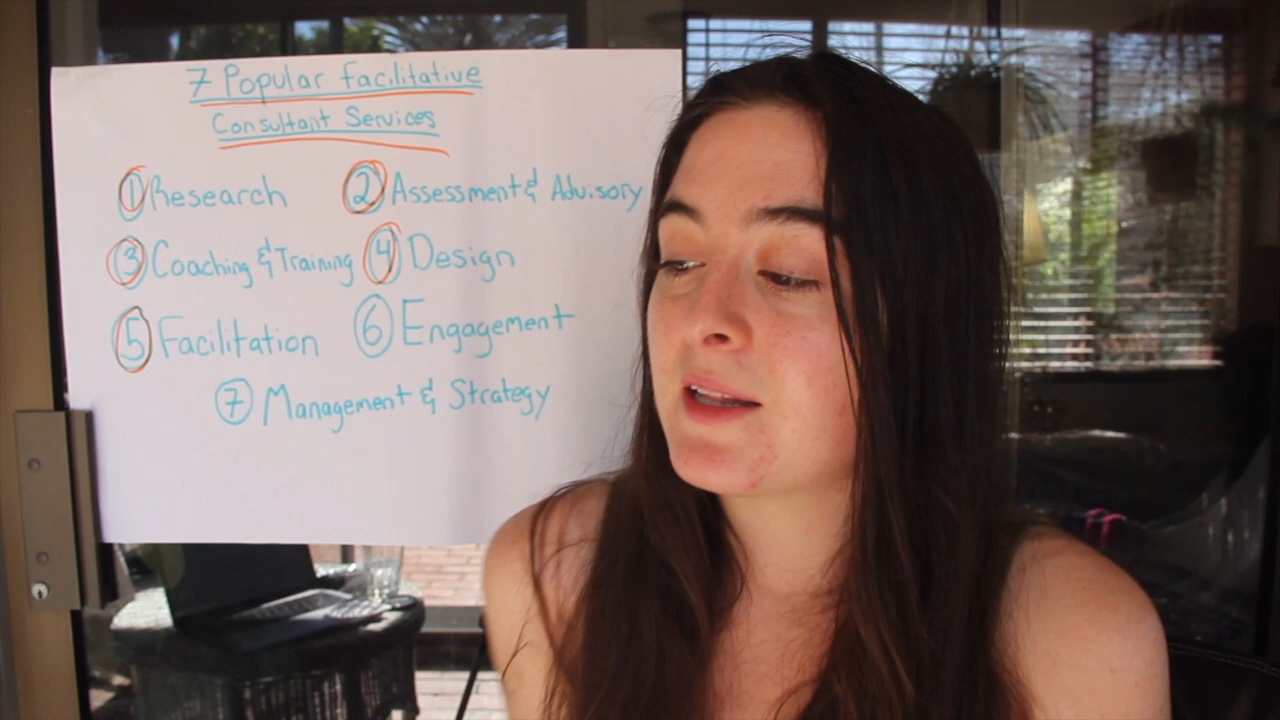 7 Popular Facilitative
Consultant Services
① Research ② Assessment & Advisory
③ Coaching & Training ④ Design
⑤ Facilitation ⑥ Engagement
⑦ Management & Strategy